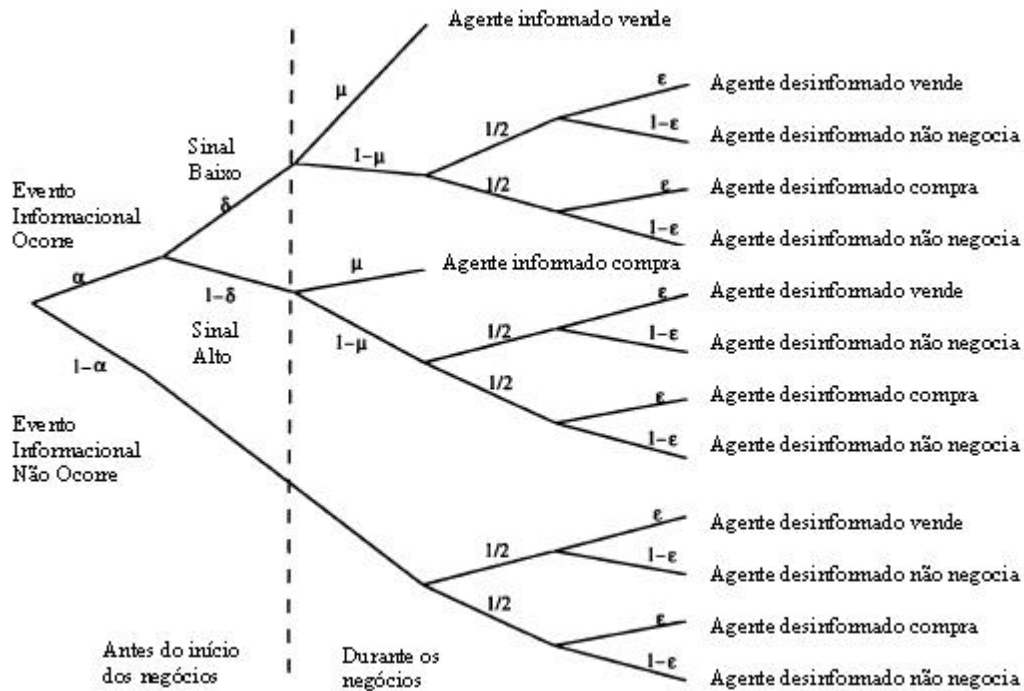 Agente informado vende
μ
ε
Agente desinformado vende
1/2
1-ε
Agente desinformado não negocia
Sinal
Baixo
1-μ
1/2
ε
Agente desinformado compra
Evento
Informacional
Ocorre
δ
1-ε
Agente desinformado não negocia
μ
Agente informado compra
α
1-δ
ε
Agente desinformado vende
Sinal
Alto
1/2
1-ε
Agente desinformado não negocia
1-μ
1-α
1/2
ε
Agente desinformado compra
Evento
Informacional
Não Ocorre
1-ε
Agente desinformado não negocia
ε
Agente desinformado vende
1/2
1-ε
Agente desinformado não negocia
1/2
ε
Agente desinformado compra
1-ε
Agente desinformado não negocia
Antes do início
dos negócios
Durante os
negócios